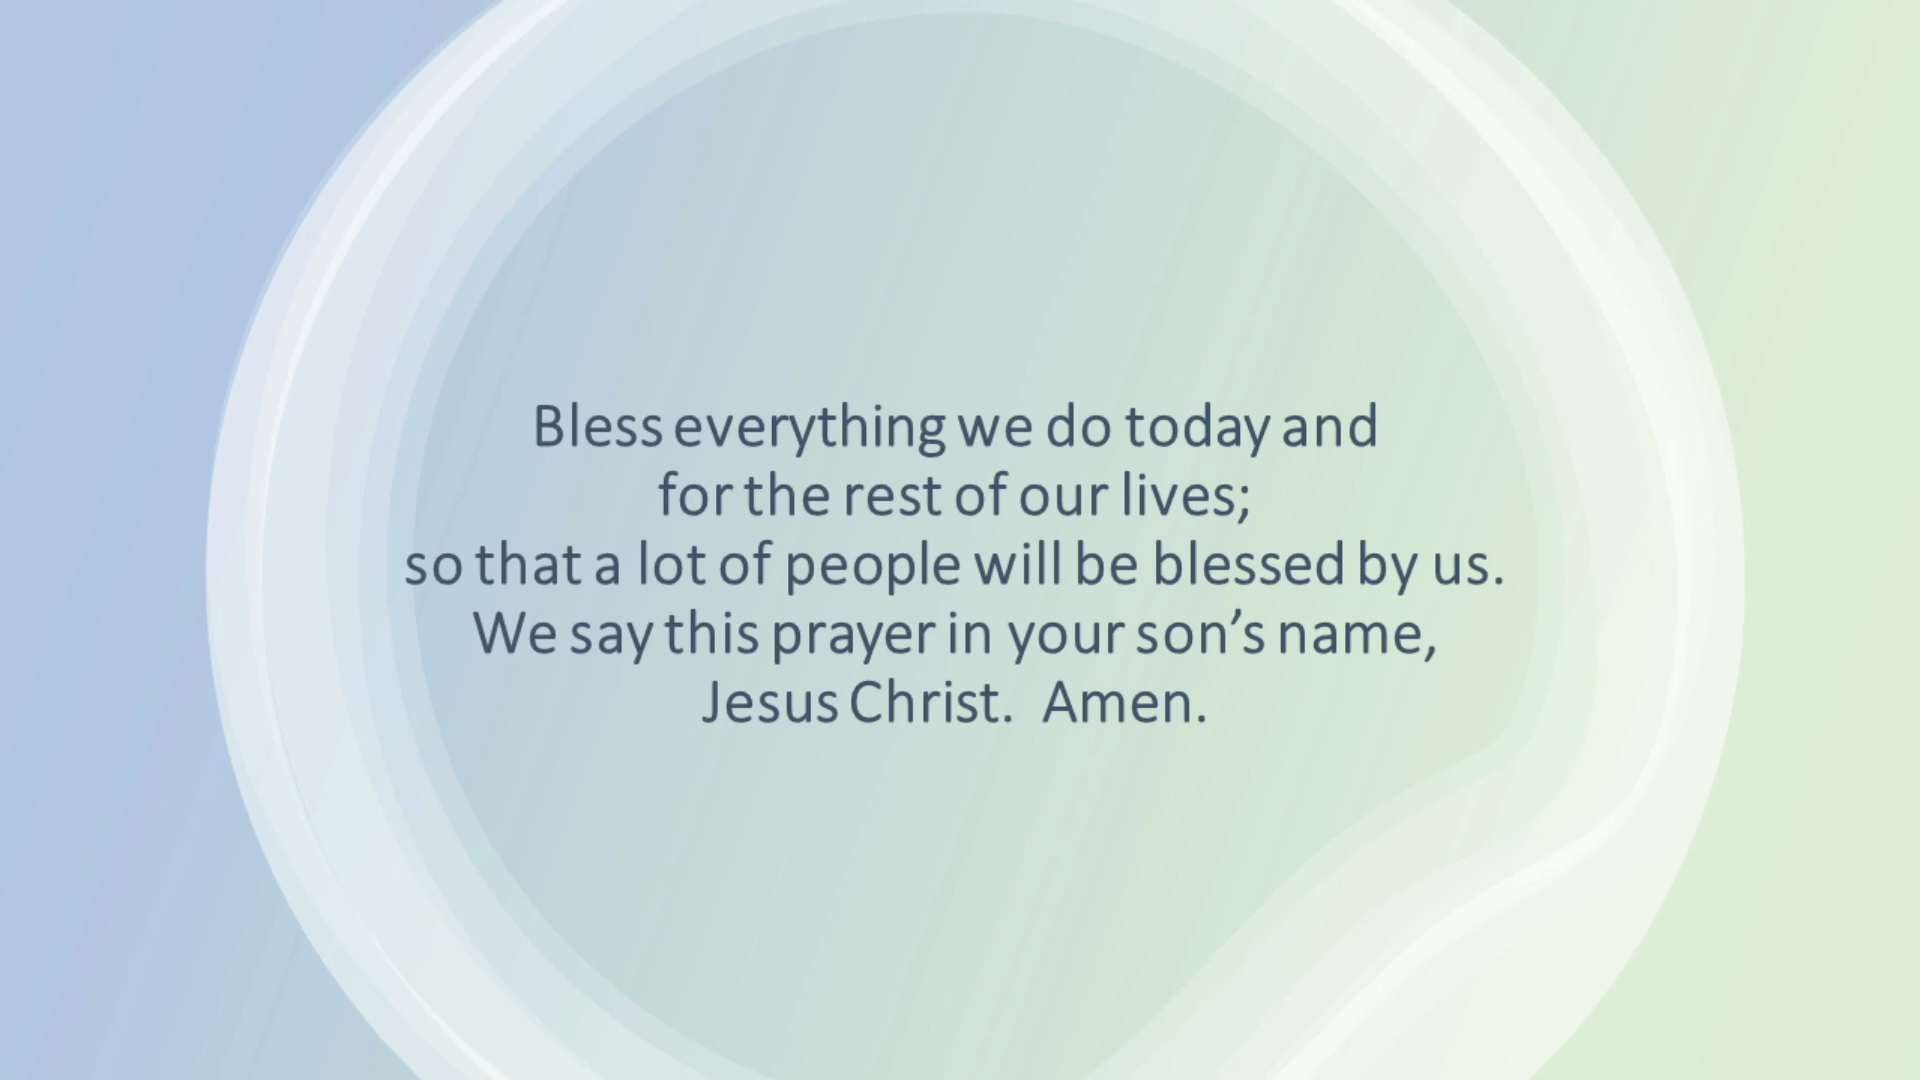 Bless everything we do today and
for the rest of our lives;
so that a lot of people will be blessed by us.
We say this prayer in your son’s name,
Jesus Christ.  Amen.